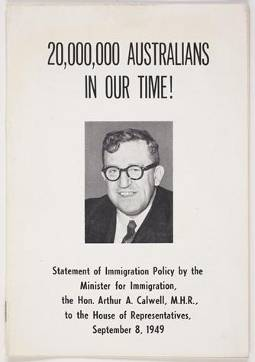 20,000,000 AUSTRALIANS
IN OUR TIME!
Statement of Immigration Policy by the
Minister for Immigration,
the Hon. Arthur A. Calwell, M.H.R.,
to the House of Representatives,
September 8, 1949